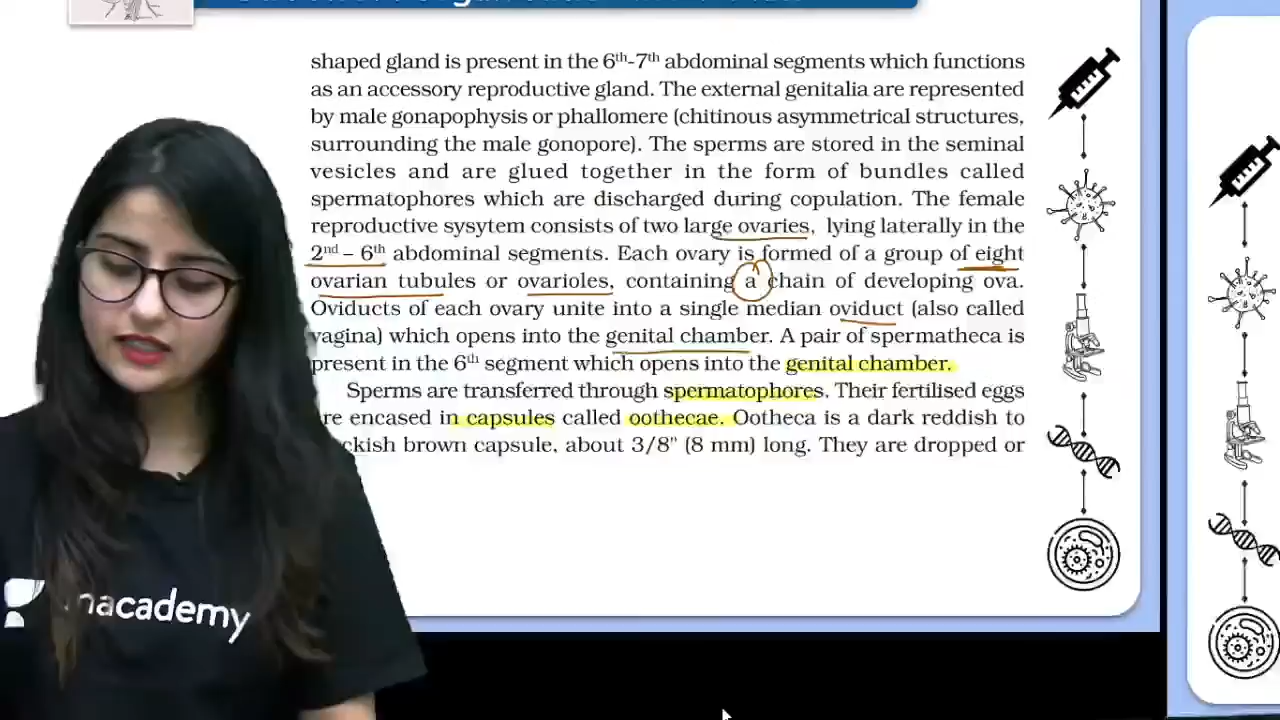 shaped gland is present in the 6th-7th abdominal segments which functions
as an accessory reproductive gland. The external genitalia are represented
by male gonapophysis or phallomere (chitinous asymmetrical structures,
surrounding the male gonopore). The sperms are stored in the seminal
vesicles and are glued together in the form of bundles called
spermatophores which are discharged during copulation. The female
reproductive sysytem consists of two large ovaries, lying laterally in the
2nd – 6th abdominal segments. Each ovary is formed of a group of eight
ovarian tubules or ovarioles, containing a chain of developing ova.
Oviducts of each ovary unite into a single median oviduct (also called
vagina) which opens into the genital chamber. A pair of spermatheca is
present in the 6th segment which opens into the genital chamber.
Sperms are transferred through spermatophores. Their fertilised eggs
encased in capsules called oothecae. Ootheca is a dark reddish to
brown capsule, about 3/8" (8 mm) long. They are dropped or